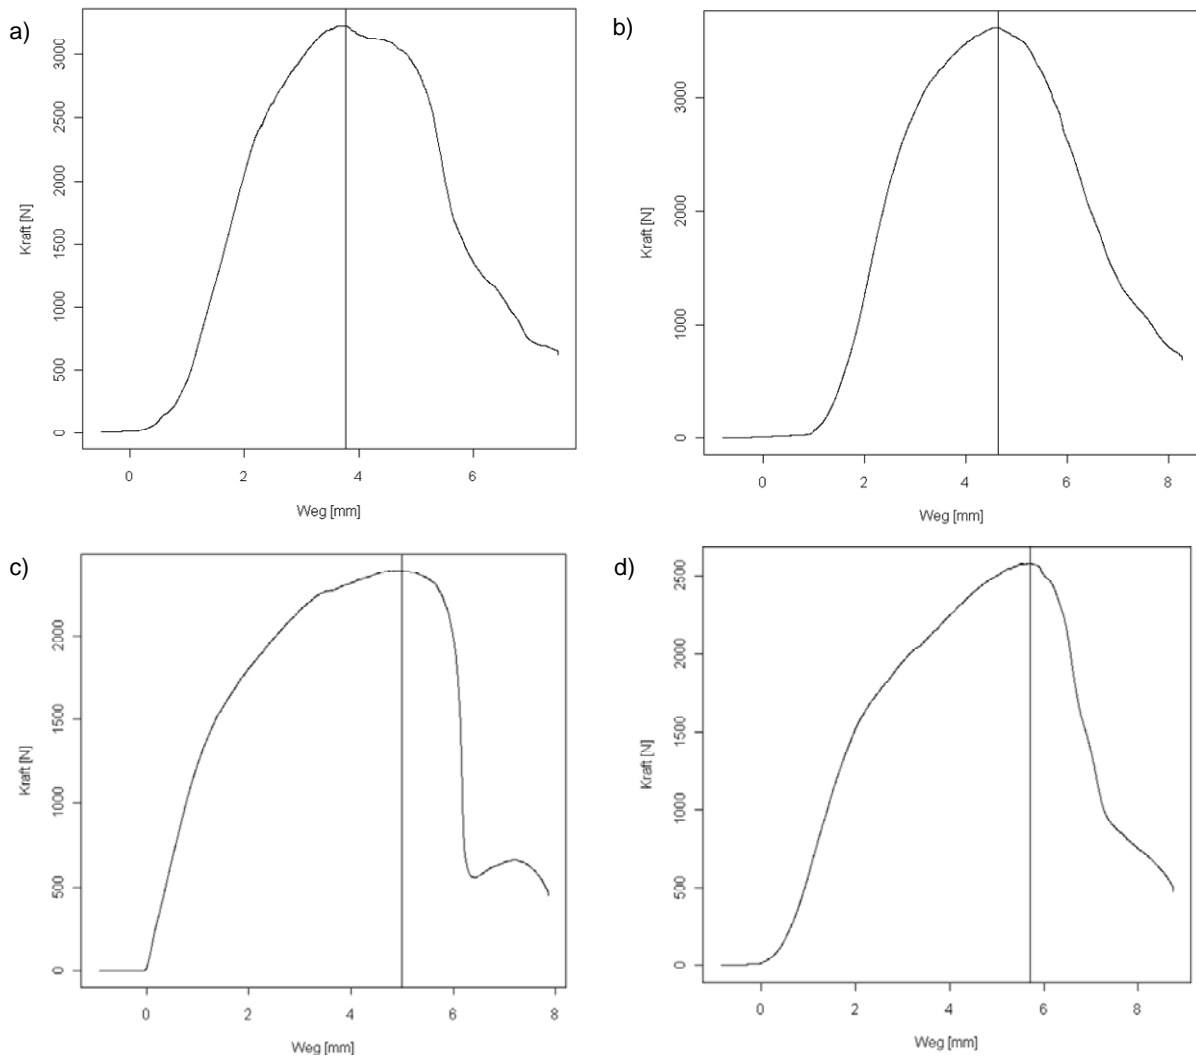 a)
Kraft [N]
0 500 1000 1500 2000 2500 3000
0 2 4 6
Weg [mm]
b)
Kraft [N]
0 1000 2000 3000
0 2 4 6 8
Weg [mm]
c)
Kraft [N]
0 500 1000 1500 2000
0 2 4 6 8
Weg [mm]
d)
Kraft [N]
0 500 1000 1500 2000 2500
0 2 4 6 8
Weg [mm]